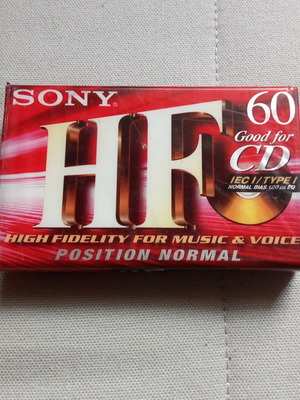 SONY®
60
Good for
CD
IEC I / TYPE I
NORMAL BIAS 120 µs EQ
HF
HIGH FIDELITY FOR MUSIC & VOICE
POSITION NORMAL